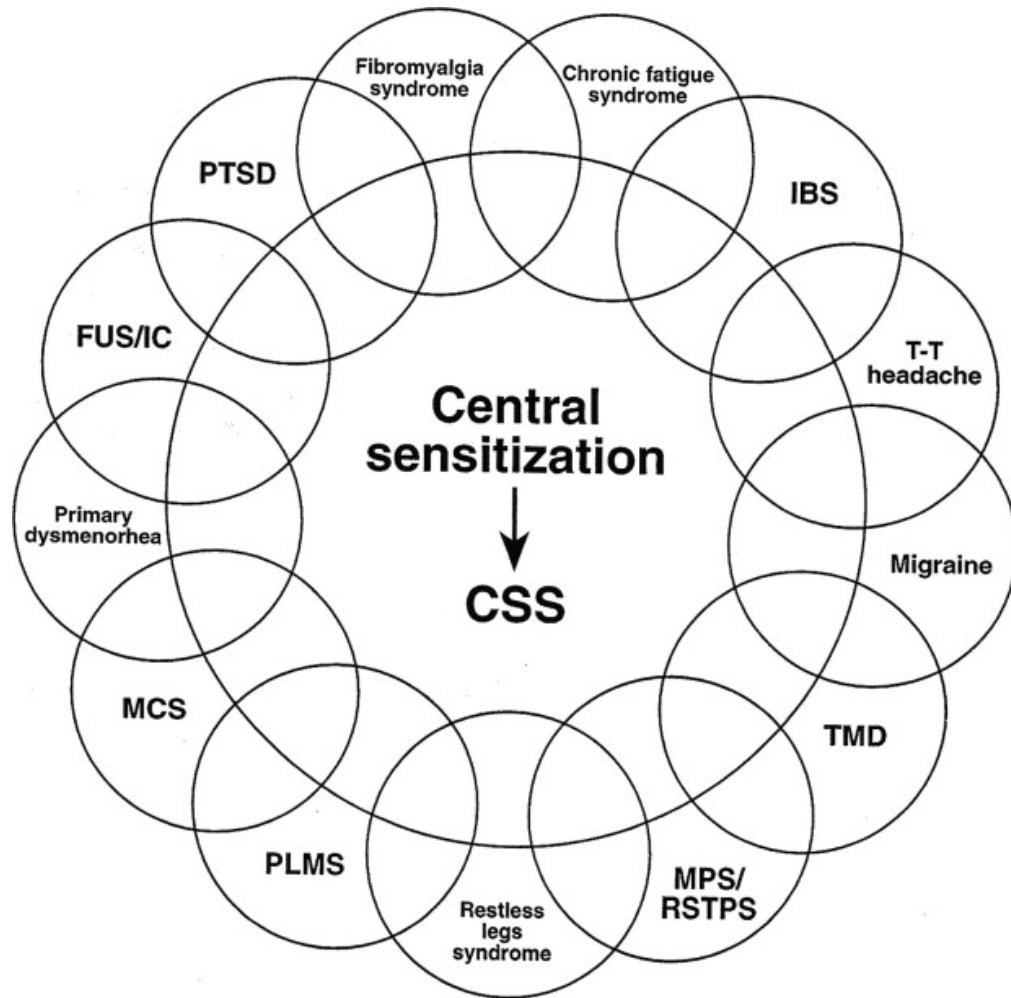 Fibromyalgia
syndrome
Chronic fatigue
syndrome
PTSD
IBS
FUS/IC
T-T
headache
Central
sensitization
CSS
Primary
dysmenorhea
Migraine
MCS
TMD
PLMS
MPS/
RSTPS
Restless
legs
syndrome